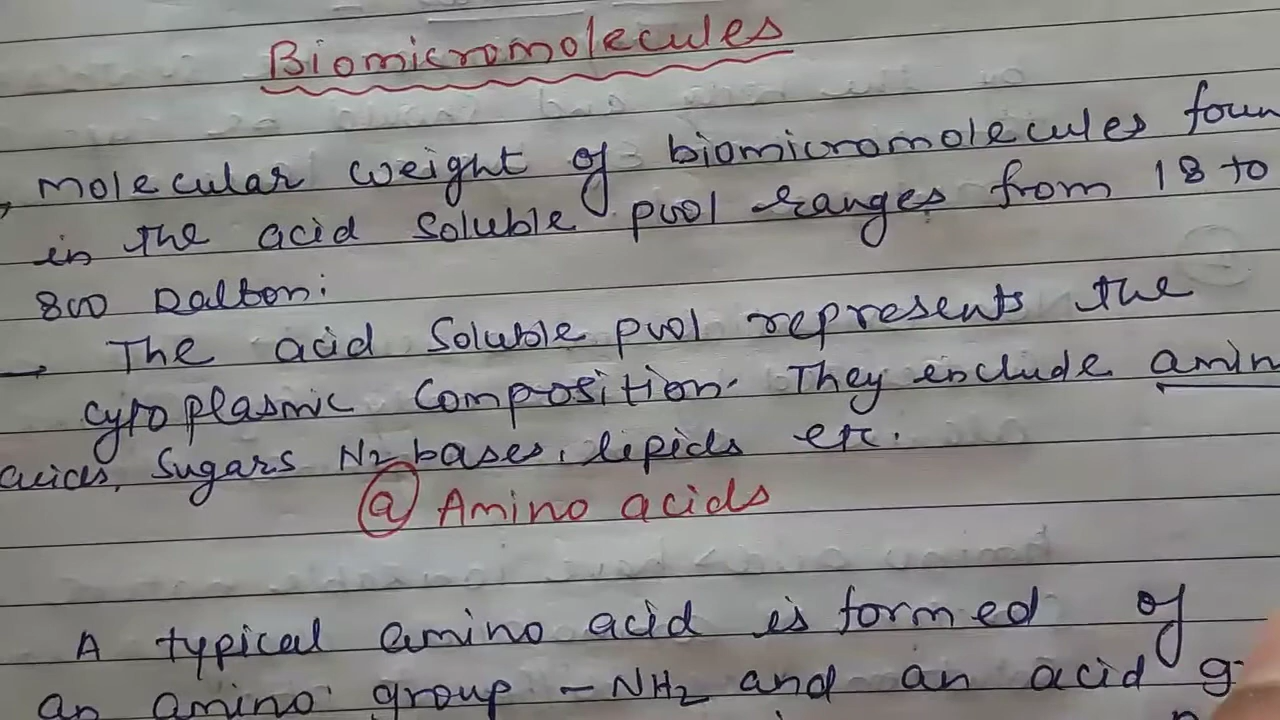 Biomicromolecules
molecular weight of biomicromolecules foun
in the acid soluble pool ranges from 18 to
800 Dalton:
→ The acid soluble pool represents the
cytoplasmic composition. They include amin
acids, sugars N2 bases, lipids etc.
(a) Amino acids
A typical amino acid is formed of
an amino group -NH2 and an acid g